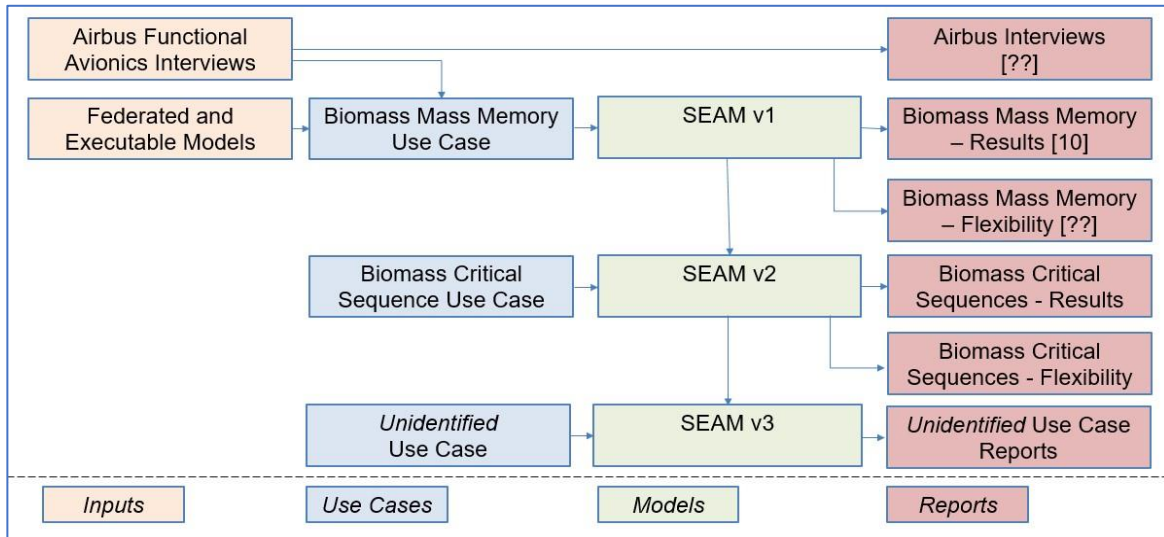 Airbus Functional
Avionics Interviews
Airbus Interviews
[??]
Federated and
Executable Models
Biomass Mass Memory
Use Case
SEAM v1
Biomass Mass Memory
– Results [10]
Biomass Mass Memory
– Flexibility [??]
Biomass Critical
Sequence Use Case
SEAM v2
Biomass Critical
Sequences - Results
Biomass Critical
Sequences - Flexibility
Unidentified
Use Case
SEAM v3
Unidentified Use Case
Reports
Inputs
Use Cases
Models
Reports